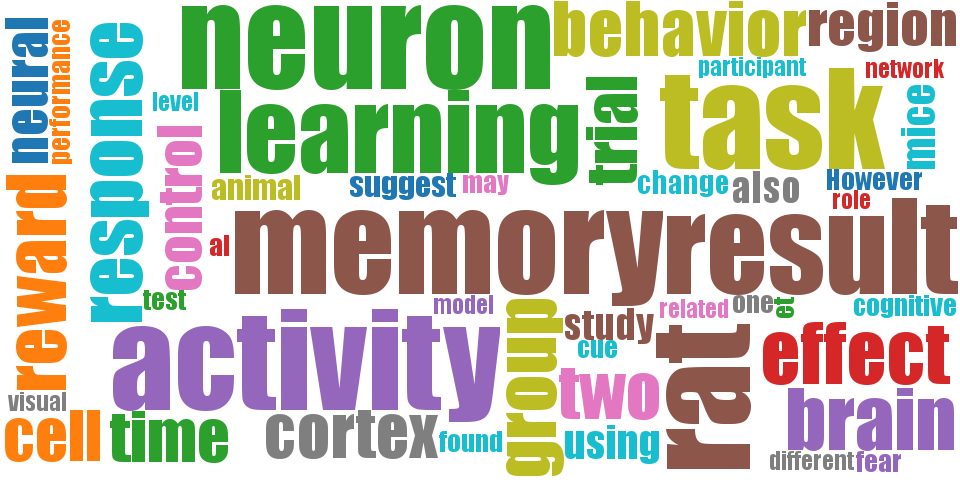 neuron
behavior
region
neural
performance
response
participant
network
level
learning
trial
task
mice
control
animal
suggest
may
change
also
However
role
reward
al
memory
result
test
model
group
related
one
et
cognitive
activity
study
cue
rat
effect
visual
two
brain
cell
time
cortex
found
using
different
fear